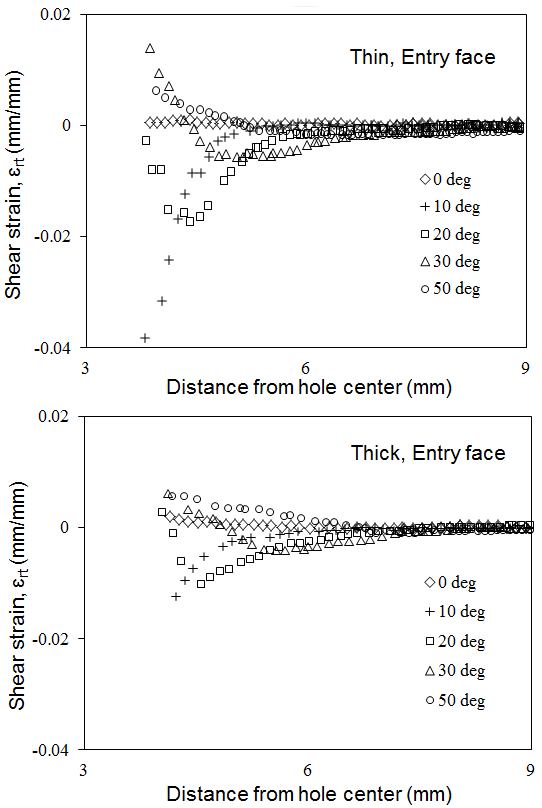 0.02
Thin, Entry face
0
0 deg
10 deg
-0.02
20 deg
30 deg
50 deg
-0.04
3
6
9
Shear strain, εrt (mm/mm)
Distance from hole center (mm)
0.02
Thick, Entry face
0
0 deg
10 deg
-0.02
20 deg
30 deg
50 deg
-0.04
3
6
9
Shear strain, εrt (mm/mm)
Distance from hole center (mm)